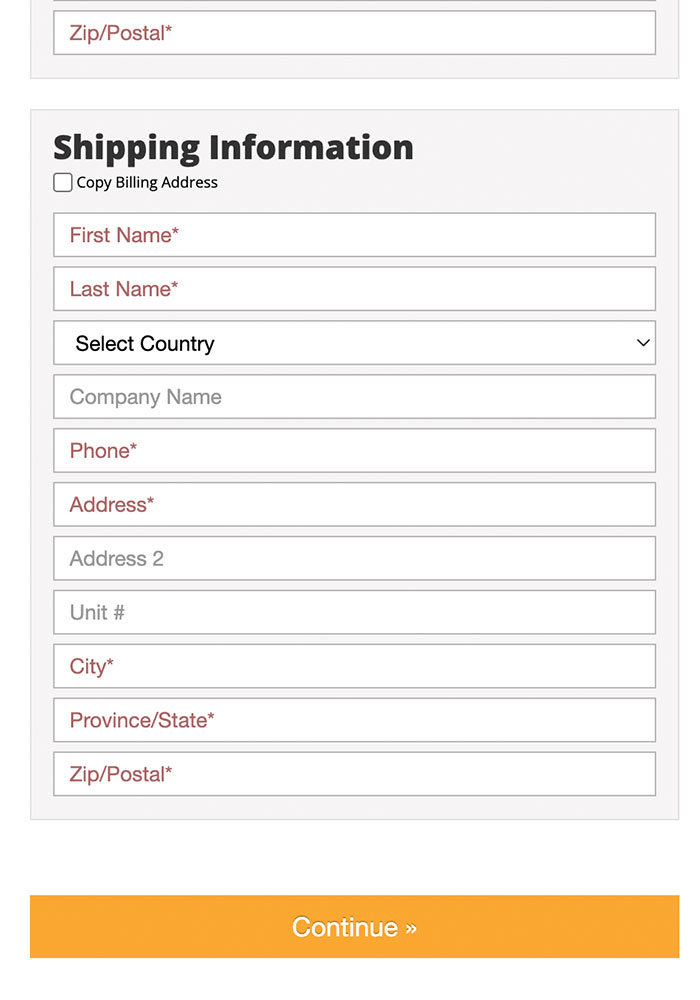 Zip/Postal*
Shipping Information
Copy Billing Address
First Name*
Last Name*
Select Country
Company Name
Phone*
Address*
Address 2
Unit #
City*
Province/State*
Zip/Postal*
Continue »